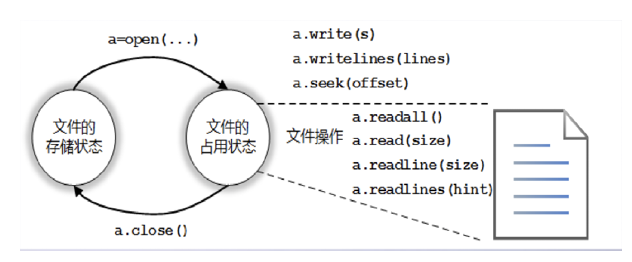 a=open(...)
a.write(s)
a.writelines(lines)
a.seek(offset)
文件的
存储状态
文件的
占用状态
文件操作
a.readall()
a.read(size)
a.readline(size)
a.readlines(hint)
a.close()